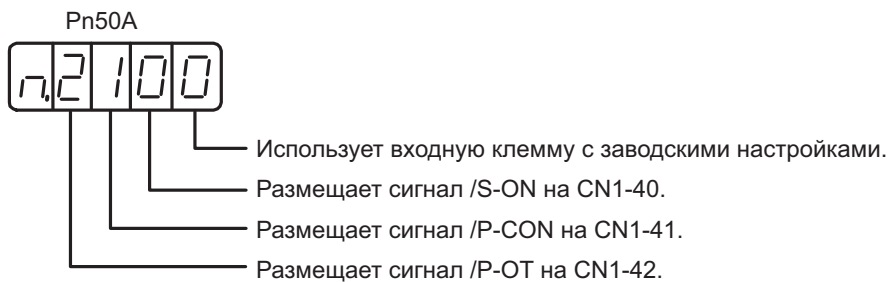 Pn50A
n.2100
Использует входную клемму с заводскими настройками.
Размещает сигнал /S-ON на CN1-40.
Размещает сигнал /P-CON на CN1-41.
Размещает сигнал /P-OT на CN1-42.